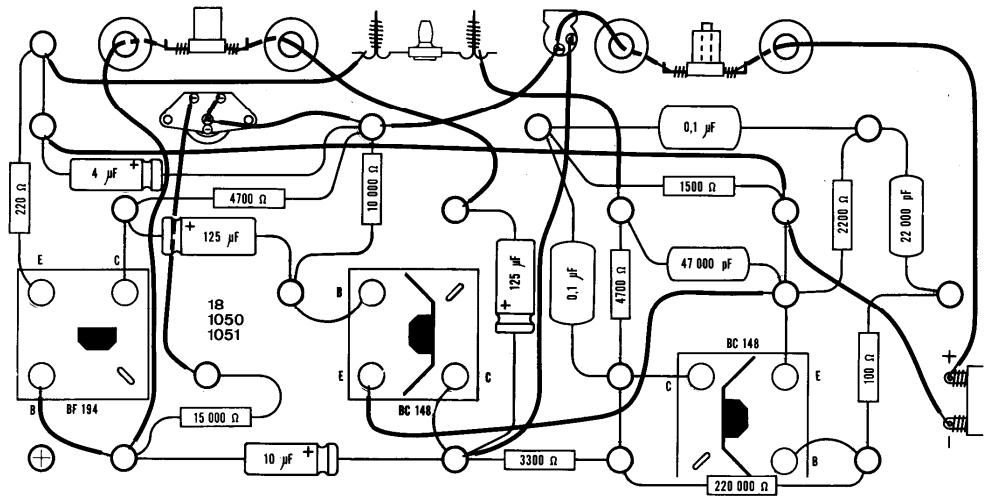 0,1 µF
4 µF +
1500 Ω
220 Ω
4700 Ω
10 000 Ω
2200 Ω
22 000 pF
+ 125 µF
125 µF +
0,1 µF
4700 Ω
47 000 pF
E C
B
18
1050
1051
BC 148
100 Ω
+
E C
C E
B BF 194
15 000 Ω
BC 148
-
10 µF +
3300 Ω
B
220 000 Ω